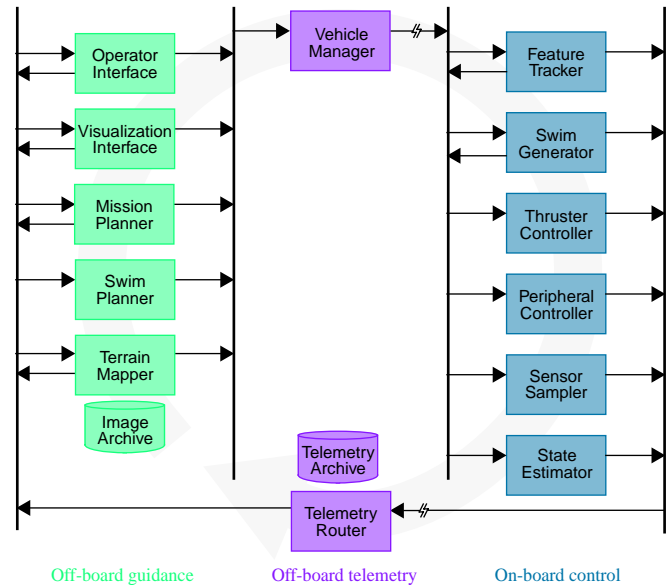 Operator
Interface
Visualization
Interface
Mission
Planner
Swim
Planner
Terrain
Mapper
Image
Archive
Vehicle
Manager
Telemetry
Archive
Telemetry
Router
Feature
Tracker
Swim
Generator
Thruster
Controller
Peripheral
Controller
Sensor
Sampler
State
Estimator
Off-board guidance
Off-board telemetry
On-board control